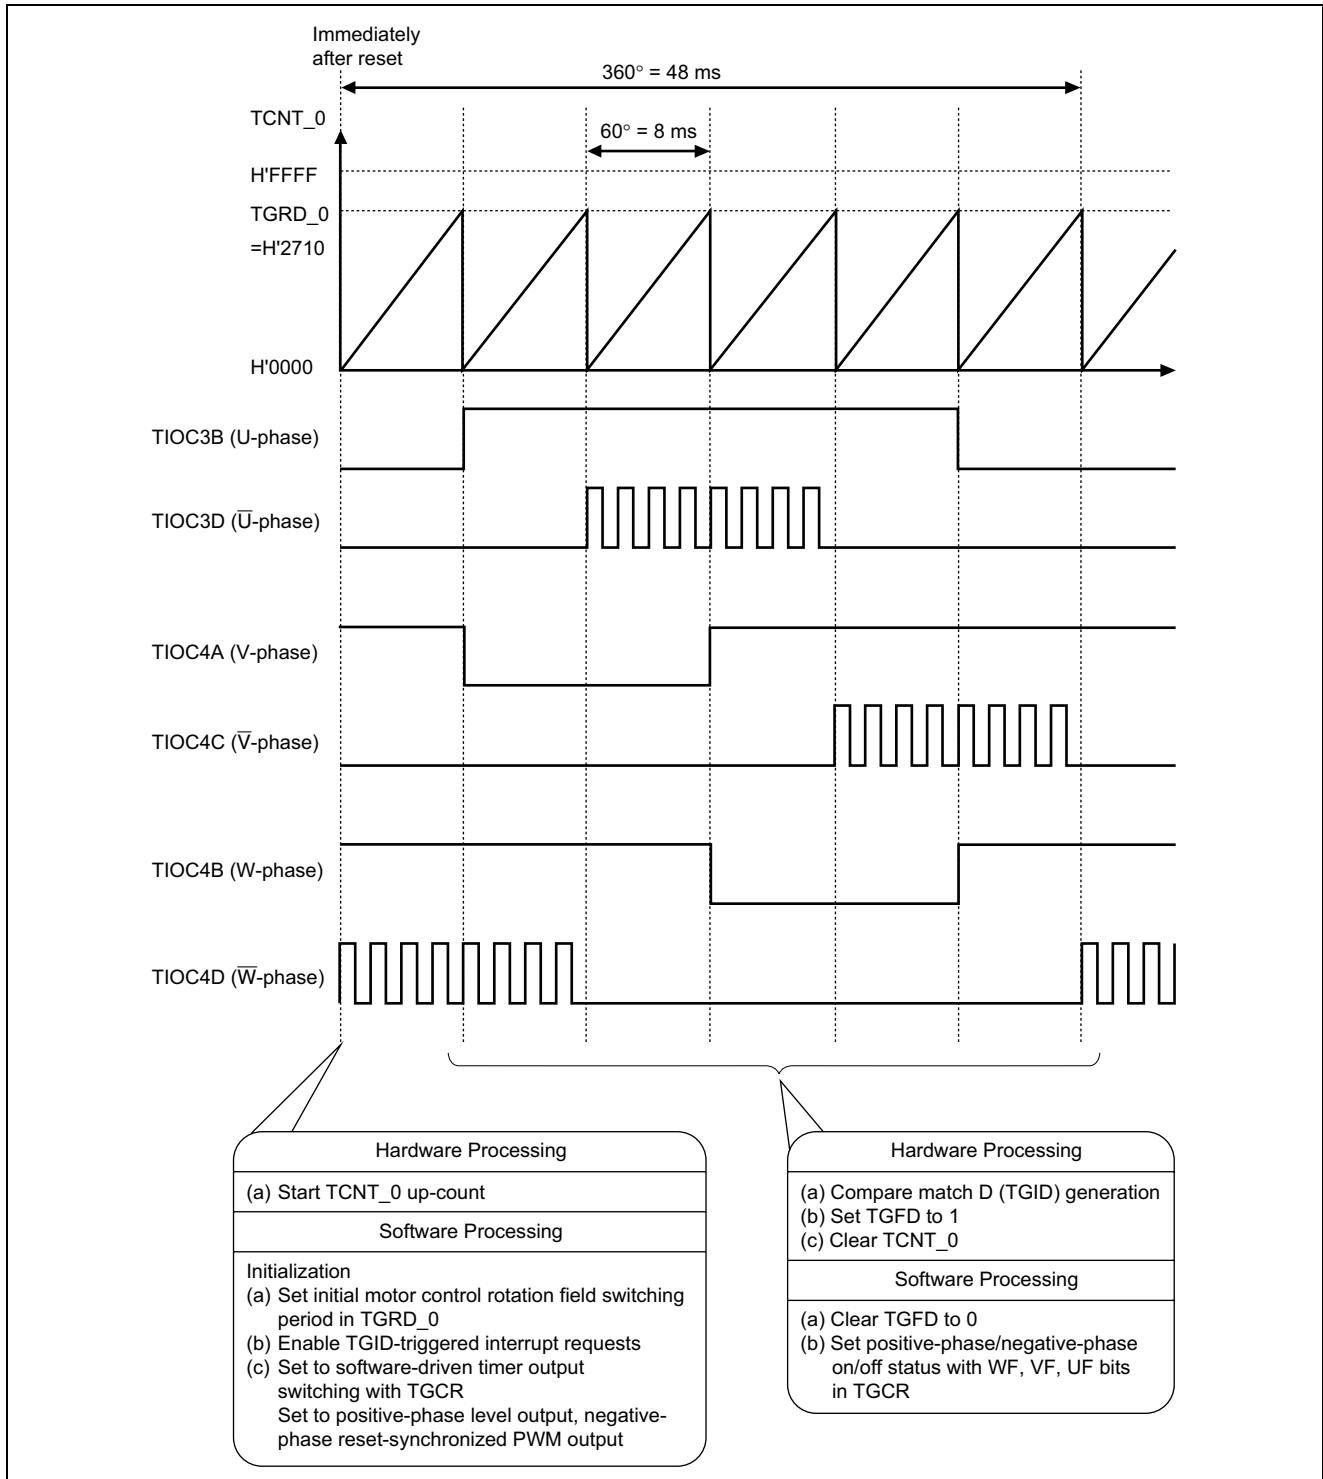 Immediately
after reset
360° = 48 ms
TCNT_0
60° = 8 ms
H'FFFF
TGRD_0
=H'2710
H'0000
TIOC3B (U-phase)
TIOC3D (U̅-phase)
TIOC4A (V-phase)
TIOC4C (V̅-phase)
TIOC4B (W-phase)
TIOC4D (W̅-phase)
Hardware Processing
(a) Start TCNT_0 up-count
Software Processing
Initialization
(a) Set initial motor control rotation field switching
period in TGRD_0
(b) Enable TGID-triggered interrupt requests
(c) Set to software-driven timer output
switching with TGCR
Set to positive-phase level output, negative-
phase reset-synchronized PWM output
Hardware Processing
(a) Compare match D (TGID) generation
(b) Set TGFD to 1
(c) Clear TCNT_0
Software Processing
(a) Clear TGFD to 0
(b) Set positive-phase/negative-phase
on/off status with WF, VF, UF bits
in TGCR